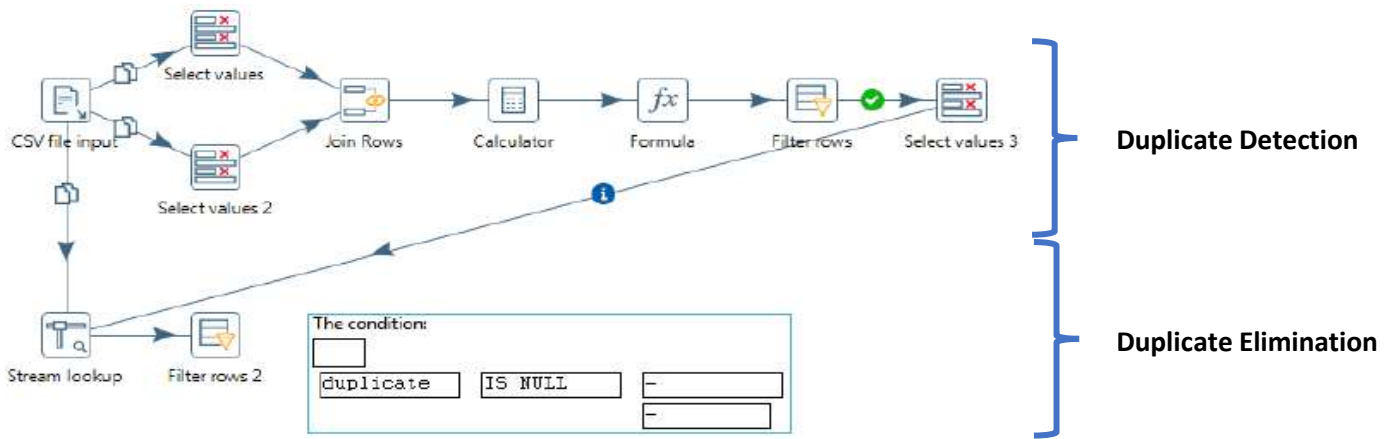 Select values
CSV file input
Join Rows
Calculator
fx
Formula
Filter rows
Select values 3
Duplicate Detection
Select values 2
i
The condition:
duplicate
IS NULL
-
-
Stream lookup
Filter rows 2
Duplicate Elimination